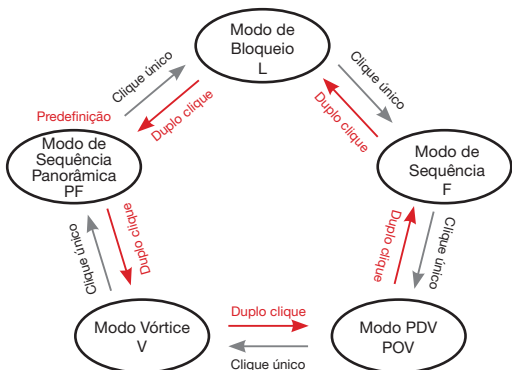 Modo de
Bloqueio
L
Clique único
Duplo clique
Clique único
Duplo clique
Predefinição
Modo de
Sequência
Panorâmica
PF
Modo de
Sequência
F
Clique único
Duplo clique
Duplo clique
Clique único
Modo Vórtice
V
Duplo clique
Clique único
Modo PDV
POV